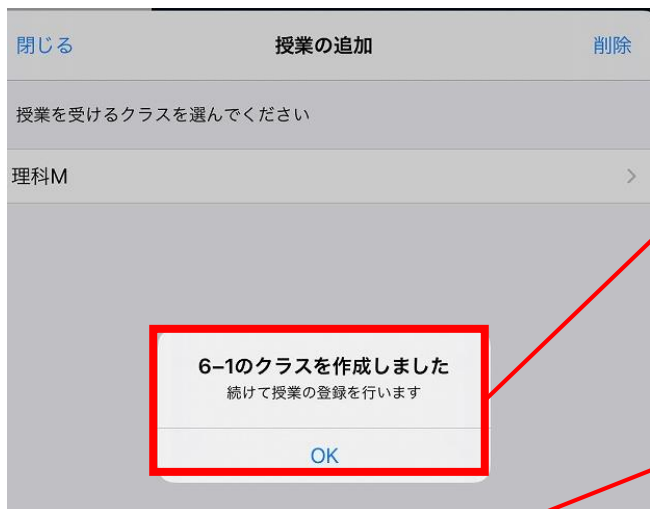 閉じる 授業の追加 削除
授業を受けるクラスを選んでください
理科M
6−1のクラスを作成しました
続けて授業の登録を行います
OK